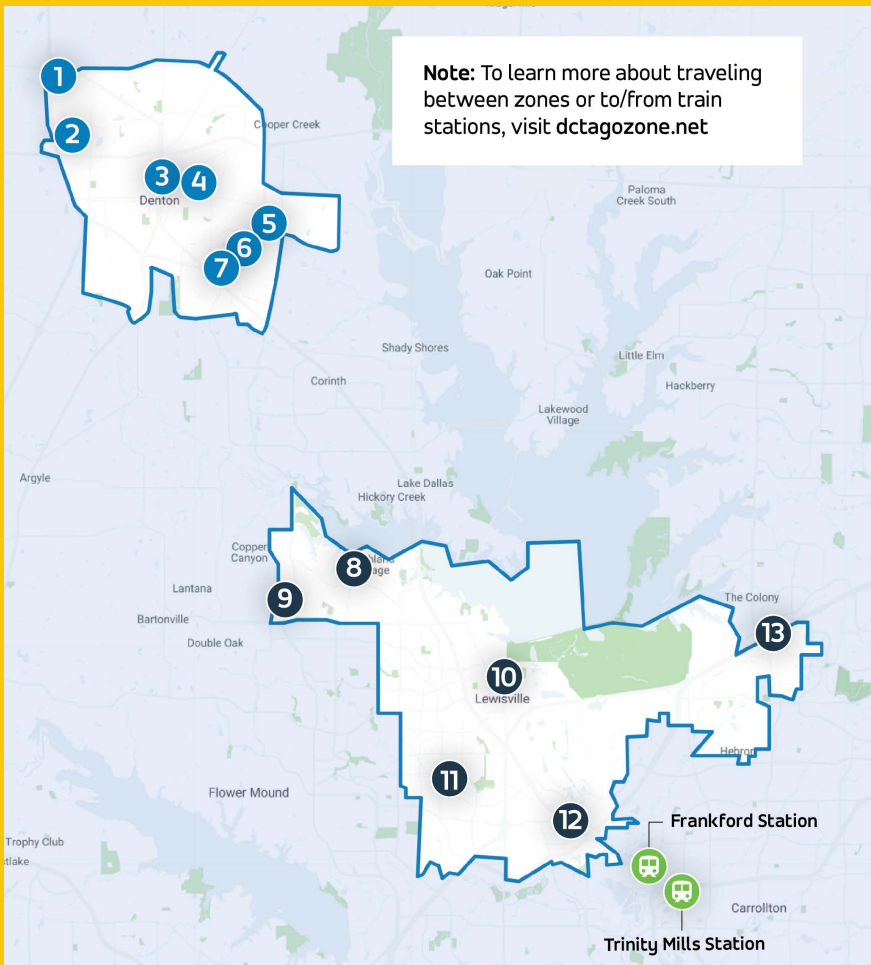 Note: To learn more about traveling
between zones or to/from train
stations, visit dctagozone.net
1
Cooper Creek
2
3
4
Denton
Paloma
Creek South
5
6
7
Oak Point
Shady Shores
Little Elm
Corinth
Hackberry
Lakewood
Village
Argyle
Lake Dallas
Hickory Creek
Copper
Canyon
8
Lantana
9
The Colony
Bartonville
13
Double Oak
10
Lewisville
Hebron
11
Flower Mound
12
Frankford Station
Trophy Club
Carrollton
Trinity Mills Station